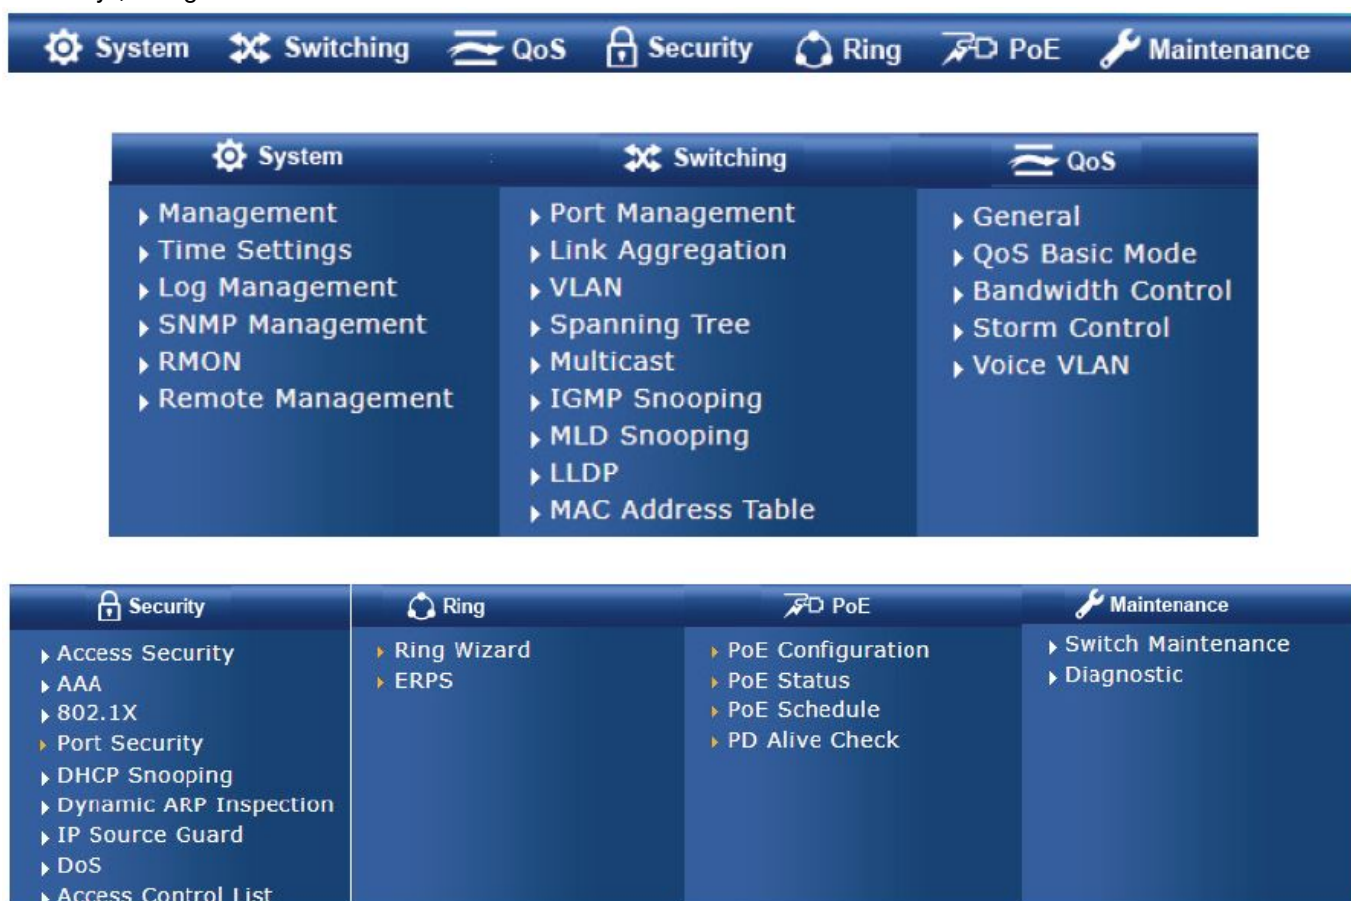 System Switching QoS Security Ring PoE Maintenance
System
Management
Time Settings
Log Management
SNMP Management
RMON
Remote Management
Switching
Port Management
Link Aggregation
VLAN
Spanning Tree
Multicast
IGMP Snooping
MLD Snooping
LLDP
MAC Address Table
QoS
General
QoS Basic Mode
Bandwidth Control
Storm Control
Voice VLAN
Security
Access Security
AAA
802.1X
Port Security
DHCP Snooping
Dynamic ARP Inspection
IP Source Guard
DoS
Access Control List
Ring
Ring Wizard
ERPS
PoE
PoE Configuration
PoE Status
PoE Schedule
PD Alive Check
Maintenance
Switch Maintenance
Diagnostic